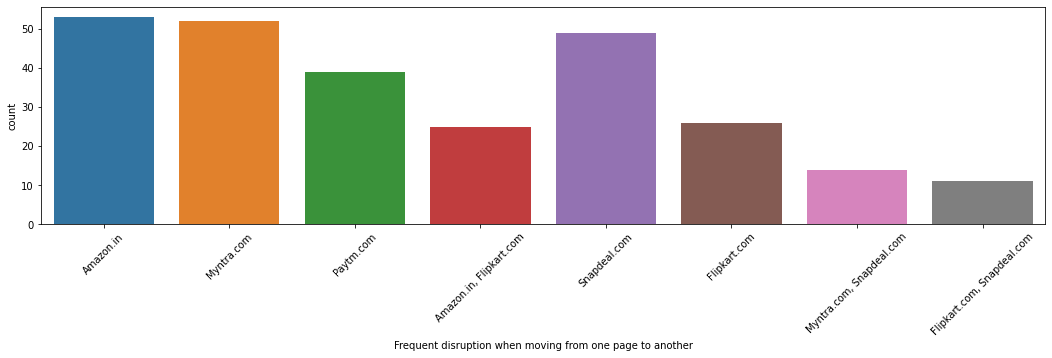 50
40
30
20
10
0
count
Amazon.in
Myntra.com
Paytm.com
Amazon.in, Flipkart.com
Snapdeal.com
Flipkart.com
Myntra.com, Snapdeal.com
Flipkart.com, Snapdeal.com
Frequent disruption when moving from one page to another